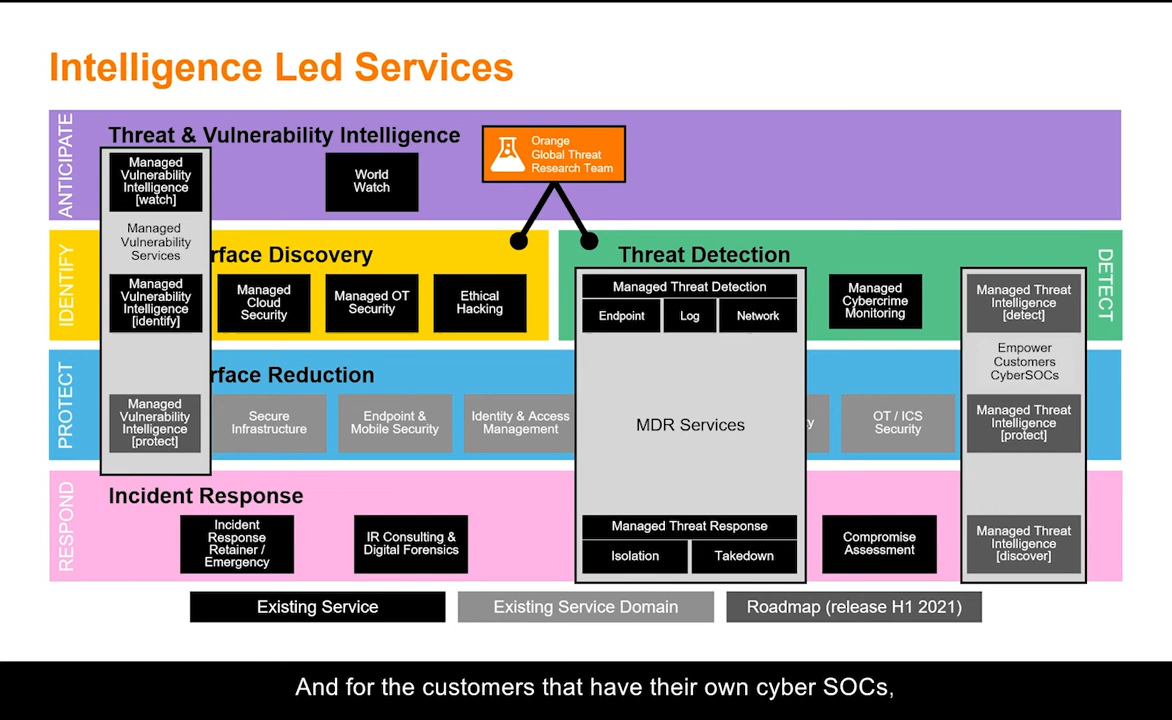 Intelligence Led Services
ANTICIPATE
Threat & Vulnerability Intelligence
Managed
Vulnerability
Intelligence
[watch]
World
Watch
Orange
Global Threat
Research Team
Managed
Vulnerability
Services
IDENTIFY
rface Discovery
Managed
Vulnerability
Intelligence
[identify]
Managed
Cloud
Security
Managed OT
Security
Ethical
Hacking
Threat Detection
DETECT
Managed Threat Detection
Endpoint
Log
Network
Managed
Cybercrime
Monitoring
Managed Threat
Intelligence
[detect]
Empower
Customers
CyberSOCs
PROTECT
rface Reduction
Managed
Vulnerability
Intelligence
[protect]
Secure
Infrastructure
Endpoint &
Mobile Security
Identity & Access
Management
MDR Services
y
OT / ICS
Security
Managed Threat
Intelligence
[protect]
RESPOND
Incident Response
Incident
Response
Retainer /
Emergency
IR Consulting &
Digital Forensics
Managed Threat Response
Isolation
Takedown
Compromise
Assessment
Managed Threat
Intelligence
[discover]
Existing Service
Existing Service Domain
Roadmap (release H1 2021)
And for the customers that have their own cyber SOCs,